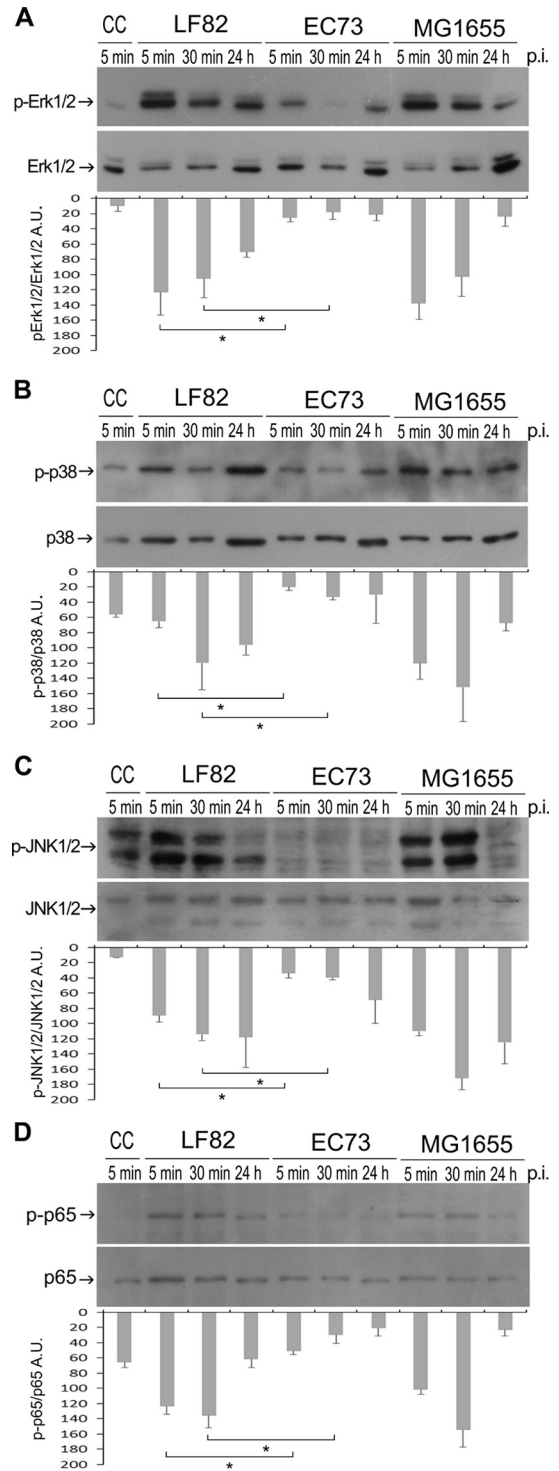 A
CC LF82 EC73 MG1655
5 min 5 min 30 min 24 h 5 min 30 min 24 h 5 min 30 min 24 h p.i.
p-Erk1/2→
Erk1/2→
pErk1/2/Erk1/2 A.U.
0
20
40
60
80
100
120
140
160
180
200
*
*
B
CC LF82 EC73 MG1655
5 min 5 min 30 min 24 h 5 min 30 min 24 h 5 min 30 min 24 h p.i.
p-p38→
p38→
p-p38/p38 A.U.
0
20
40
60
80
100
120
140
160
180
200
*
*
C
CC LF82 EC73 MG1655
5 min 5 min 30 min 24 h 5 min 30 min 24 h 5 min 30 min 24 h p.i.
p-JNK1/2→
JNK1/2→
p-JNK1/2/JNK1/2 A.U.
0
20
40
60
80
100
120
140
160
180
200
*
*
D
CC LF82 EC73 MG1655
5 min 5 min 30 min 24 h 5 min 30 min 24 h 5 min 30 min 24 h p.i.
p-p65→
p65→
p-p65/p65 A.U.
0
20
40
60
80
100
120
140
160
180
200
*
*